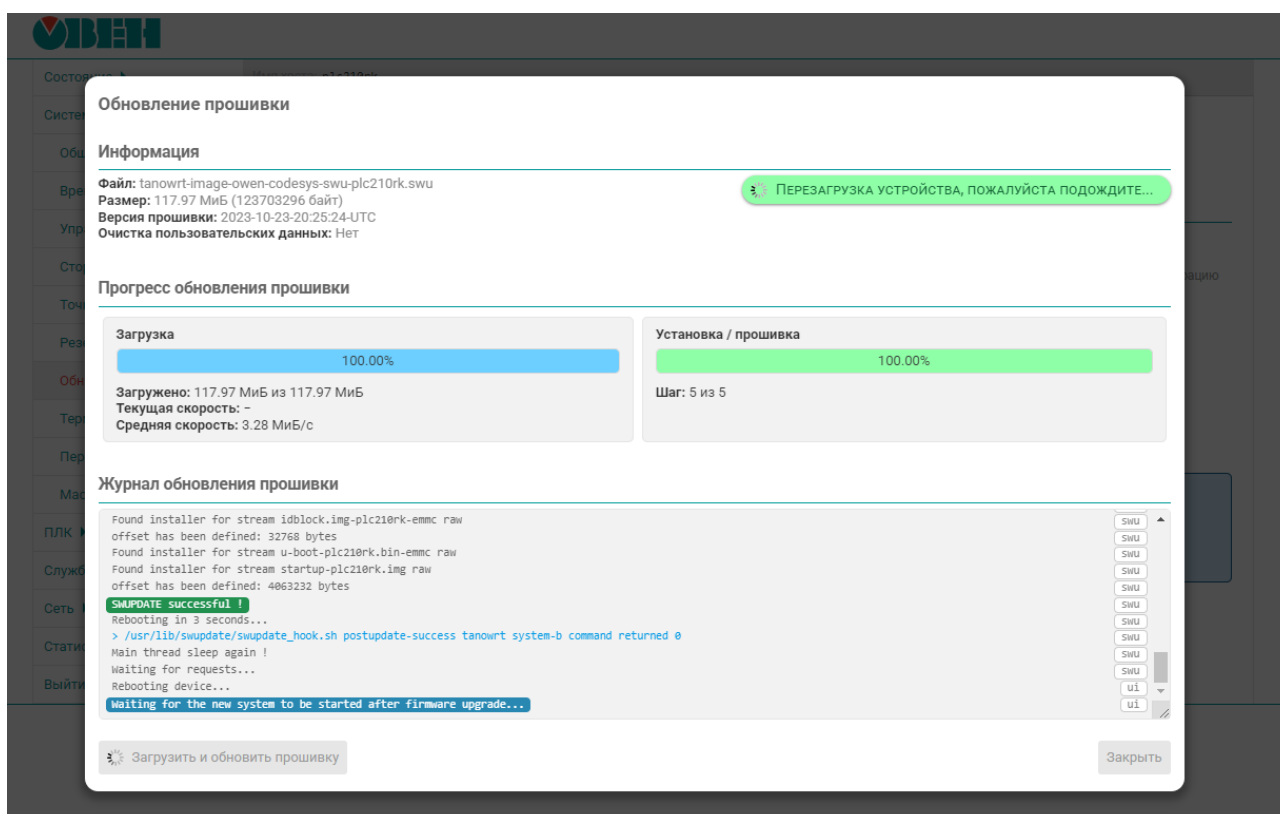 ОВЕН
Обновление прошивки
Информация
Файл: tanowrt-image-owen-codesys-swu-plc210rk.swu
Размер: 117.97 МиБ (123703296 байт)
Версия прошивки: 2023-10-23-20:25:24-UTC
Очистка пользовательских данных: Нет
ПЕРЕЗАГРУЗКА УСТРОЙСТВА, ПОЖАЛУЙСТА ПОДОЖДИТЕ...
Прогресс обновления прошивки
Загрузка
100.00%
Загружено: 117.97 МиБ из 117.97 МиБ
Текущая скорость: –
Средняя скорость: 3.28 МиБ/с
Установка / прошивка
100.00%
Шаг: 5 из 5
Журнал обновления прошивки
Found installer for stream idblock.img-plc210rk-emmc raw swu
offset has been defined: 32768 bytes swu
Found installer for stream u-boot-plc210rk.bin-emmc raw swu
Found installer for stream startup-plc210rk.img raw swu
offset has been defined: 4063232 bytes swu
SWUPDATE successful ! swu
Rebooting in 3 seconds... swu
> /usr/lib/swupdate/swupdate_hook.sh postupdate-success tanowrt system-b command returned 0 swu
Main thread sleep again ! swu
Waiting for requests... swu
Rebooting device... ui
Waiting for the new system to be started after firmware upgrade... ui
Загрузить и обновить прошивку
Закрыть
ПЛК
Сеть
Выйти